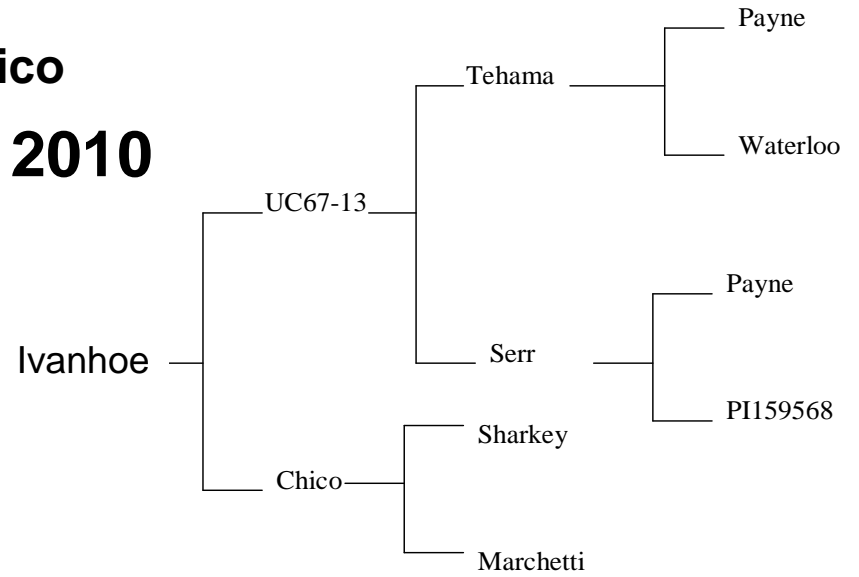 ico
2010
Payne
Tehama
Waterloo
UC67-13
Payne
Ivanhoe
Serr
PI159568
Sharkey
Chico
Marchetti